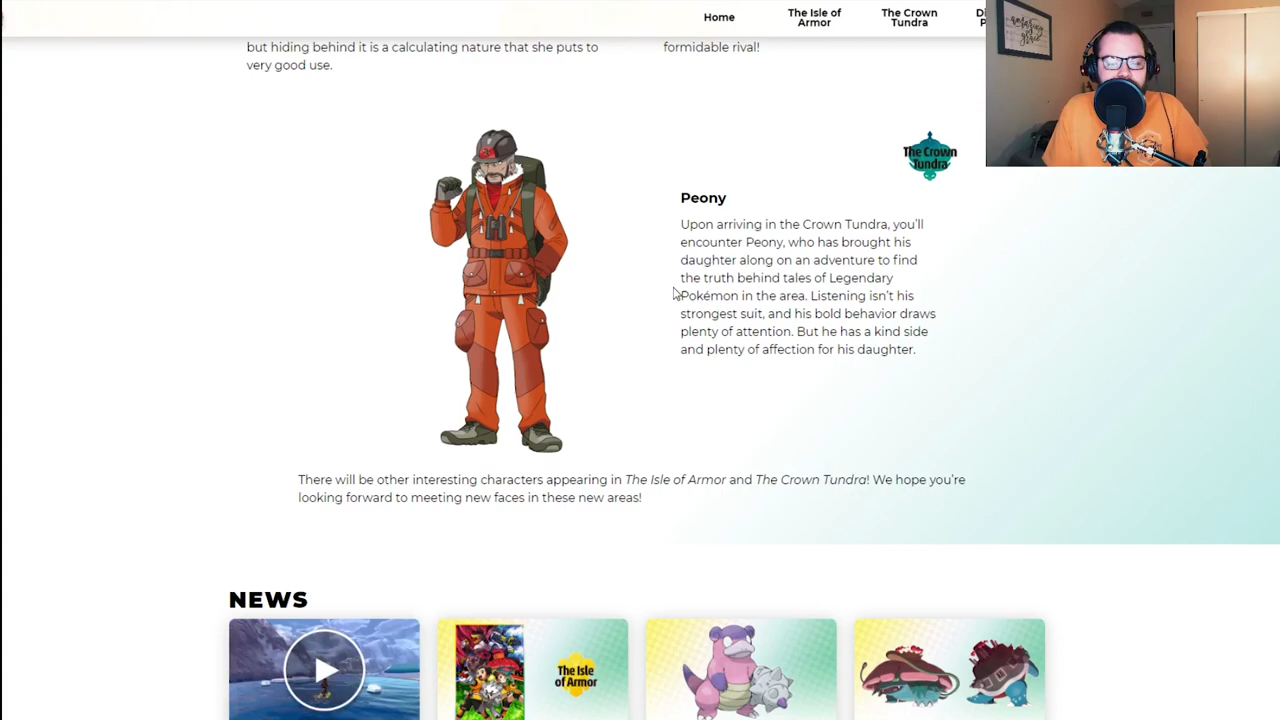 Home
The Isle of
Armor
The Crown
Tundra
but hiding behind it is a calculating nature that she puts to
very good use.
formidable rival!
The Crown
Tundra
Peony
Upon arriving in the Crown Tundra, you’ll
encounter Peony, who has brought his
daughter along on an adventure to find
the truth behind tales of Legendary
Pokémon in the area. Listening isn’t his
strongest suit, and his bold behavior draws
plenty of attention. But he has a kind side
and plenty of affection for his daughter.
There will be other interesting characters appearing in The Isle of Armor and The Crown Tundra! We hope you’re
looking forward to meeting new faces in these new areas!
NEWS
The Isle
of Armor
amazing
grace